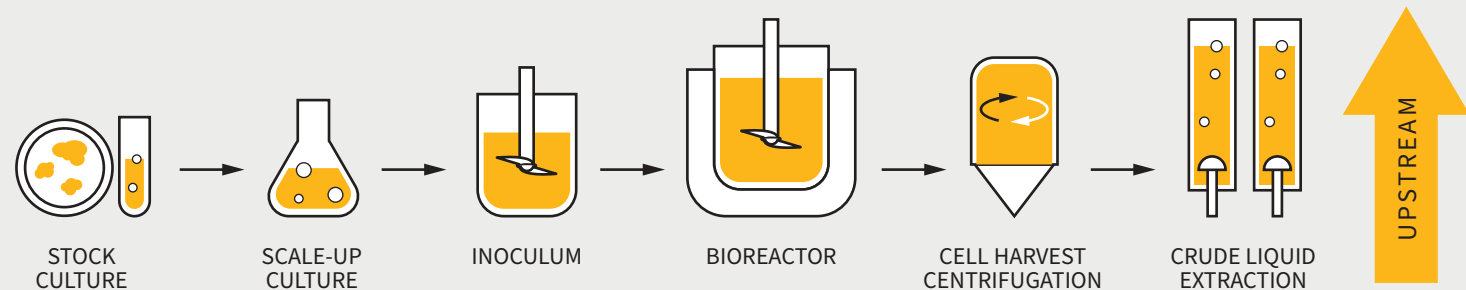 STOCK
CULTURE
SCALE-UP
CULTURE
INOCULUM
BIOREACTOR
CELL HARVEST
CENTRIFUGATION
CRUDE LIQUID
EXTRACTION
UPSTREAM